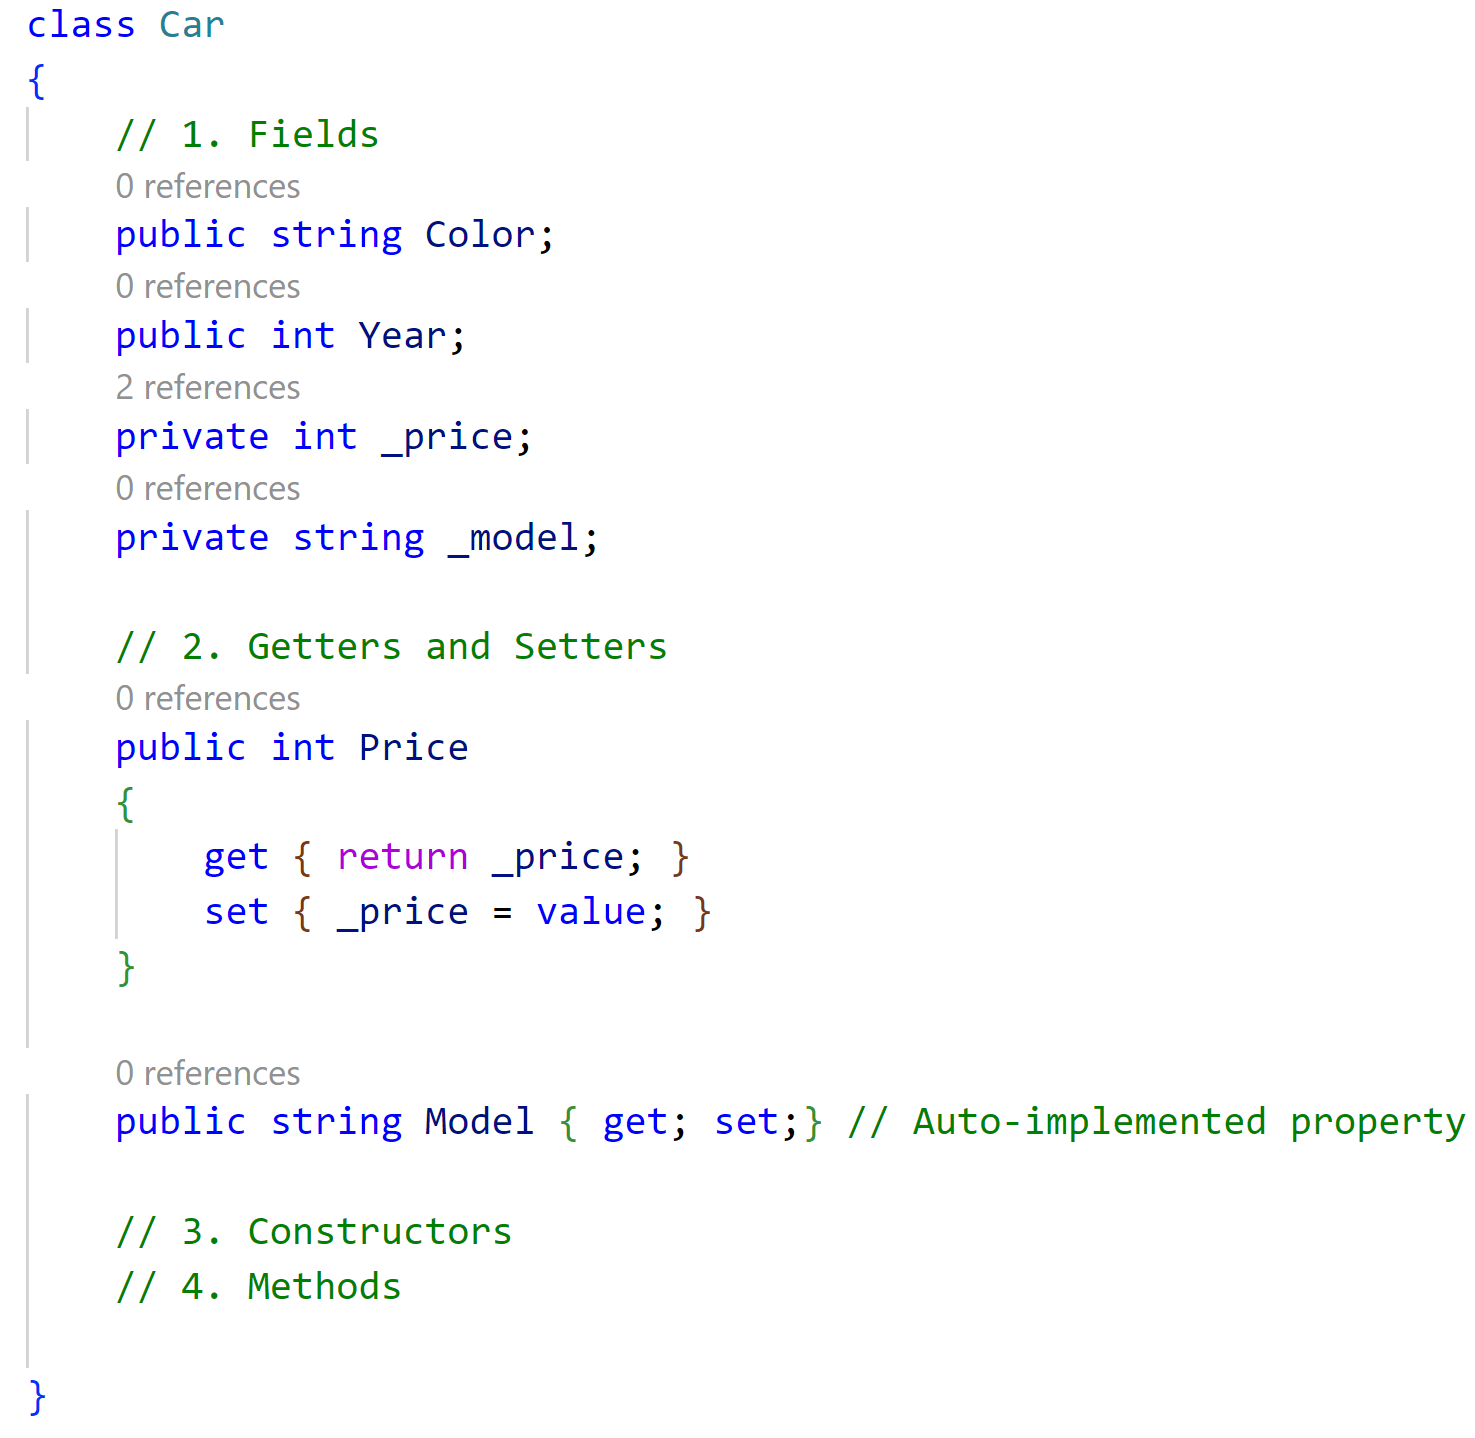 class Car
{
// 1. Fields
0 references
public string Color;
0 references
public int Year;
2 references
private int _price;
0 references
private string _model;
// 2. Getters and Setters
0 references
public int Price
{
get { return _price; }
set { _price = value; }
}
0 references
public string Model { get; set;} // Auto-implemented property
// 3. Constructors
// 4. Methods
}